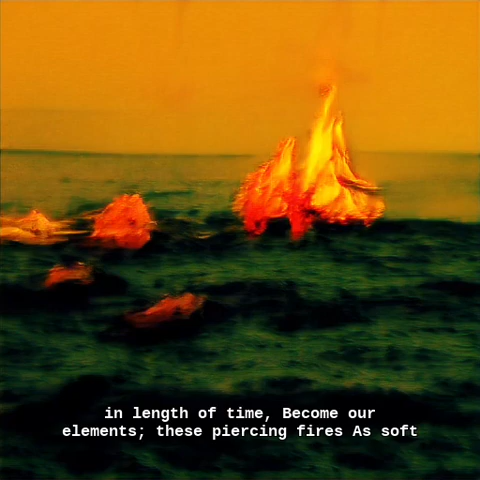 in length of time, Become our
elements; these piercing fires As soft